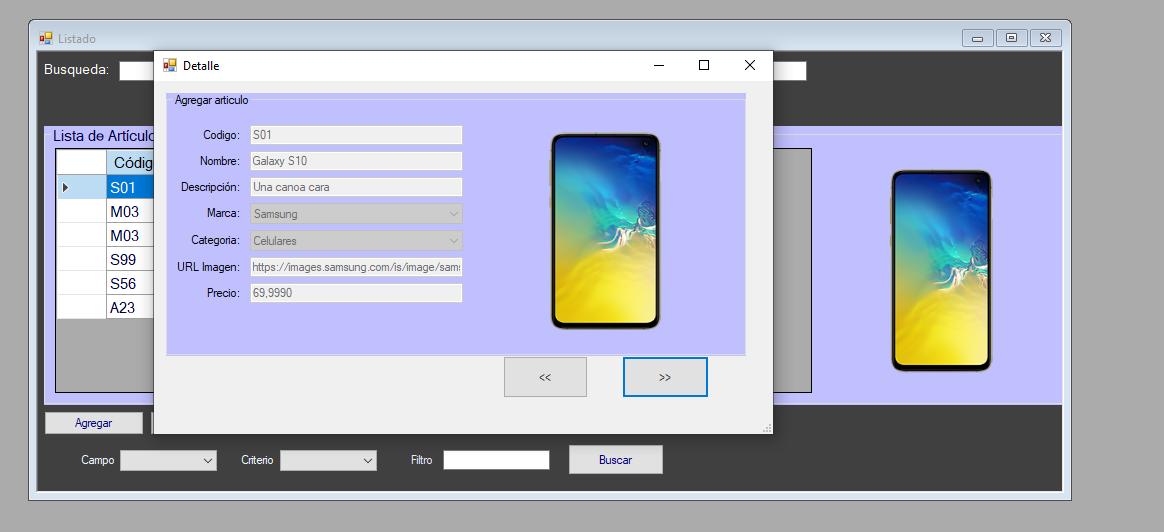 Listado
Busqueda:
Detalle
Agregar articulo
Codigo: S01
Nombre: Galaxy S10
Descripción: Una canoa cara
Marca: Samsung
Categoria: Celulares
URL Imagen: https://images.samsung.com/is/image/sams
Precio: 69,9990
<< >>
Lista de Artículo
Códig
S01
M03
M03
S99
S56
A23
Agregar
Campo Criterio Filtro Buscar